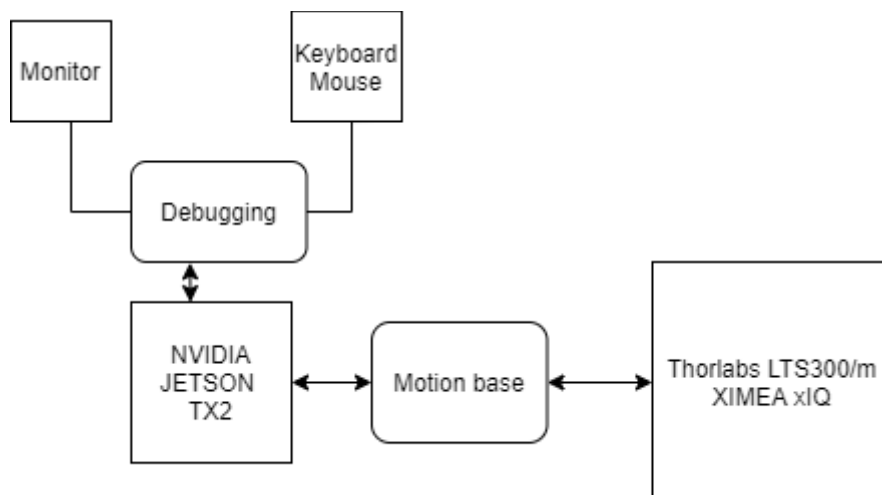 Monitor
Keyboard
Mouse
Debugging
NVIDIA
JETSON
TX2
Motion base
Thorlabs LTS300/m
XIMEA xIQ